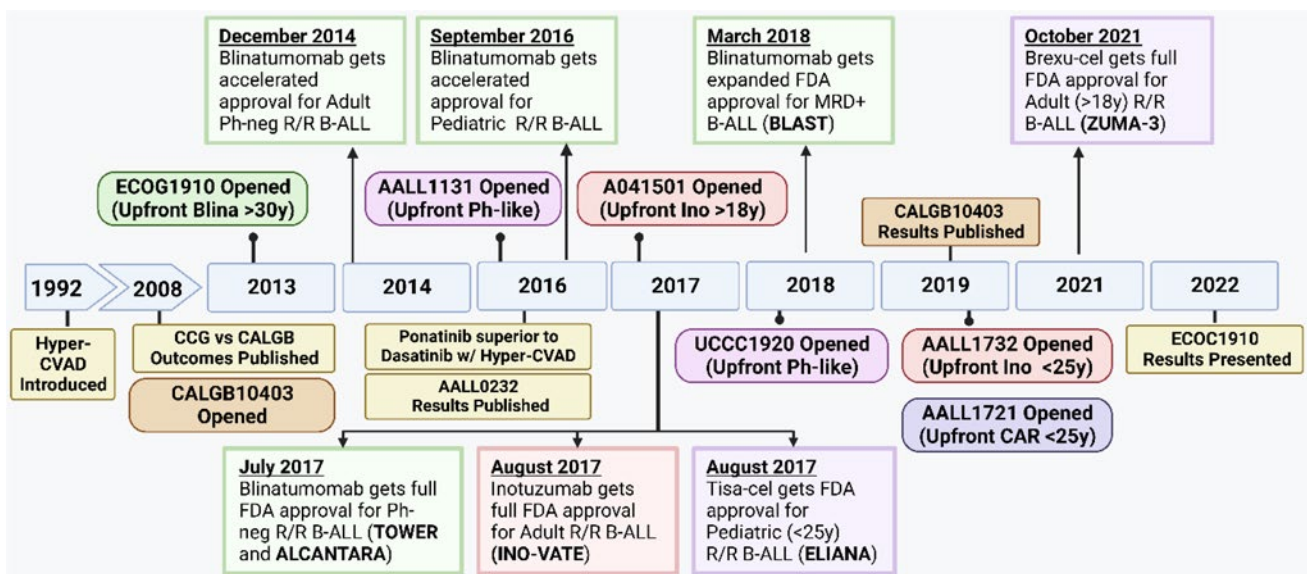 December 2014
Blinatumomab gets
accelerated
approval for Adult
Ph-neg R/R B-ALL
September 2016
Blinatumomab gets
accelerated
approval for
Pediatric R/R B-ALL
March 2018
Blinatumomab gets
expanded FDA
approval for MRD+
B-ALL (BLAST)
October 2021
Brexu-cel gets full
FDA approval for
Adult (>18y) R/R
B-ALL (ZUMA-3)
ECOG1910 Opened
(Upfront Blina >30y)
AALL1131 Opened
(Upfront Ph-like)
A041501 Opened
(Upfront Ino >18y)
CALGB10403
Results Published
1992
2008
2013
2014
2016
2017
2018
2019
2021
2022
Hyper-
CVAD
Introduced
CCG vs CALGB
Outcomes Published
CALGB10403
Opened
Ponatinib superior to
Dasatinib w/ Hyper-CVAD
AALL0232
Results Published
UCCC1920 Opened
(Upfront Ph-like)
AALL1732 Opened
(Upfront Ino <25y)
AALL1721 Opened
(Upfront CAR <25y)
ECOC1910
Results Presented
July 2017
Blinatumomab gets full
FDA approval for Ph-
neg R/R B-ALL (TOWER
and ALCANTARA)
August 2017
Inotuzumab gets
full FDA approval
for Adult R/R B-ALL
(INO-VATE)
August 2017
Tisa-cel gets FDA
approval for
Pediatric (<25y)
R/R B-ALL (ELIANA)